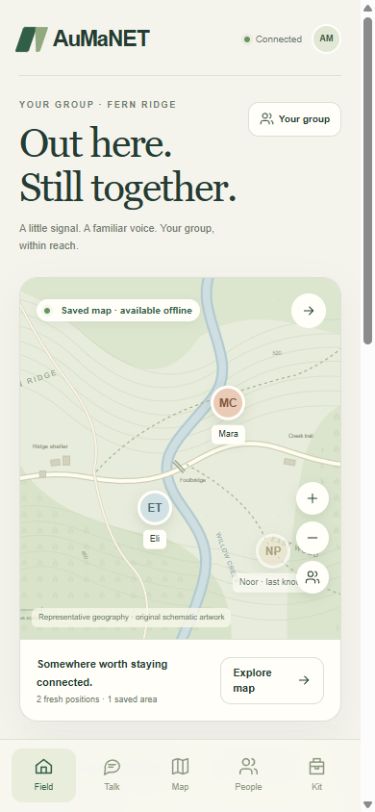 AuMaNET
Connected
AM
YOUR GROUP · FERN RIDGE
Your group
Out here.
Still together.
A little signal. A familiar voice. Your group,
within reach.
Saved map · available offline
520
RIDGE
MC
Mara
Ridge shelter
Creek trail
Footbridge
ET
Eli
WILLOW CRE
NP
Noor · last know
Representative geography · original schematic artwork
Somewhere worth staying
connected.
2 fresh positions · 1 saved area
Explore
map
Field
Talk
Map
People
Kit